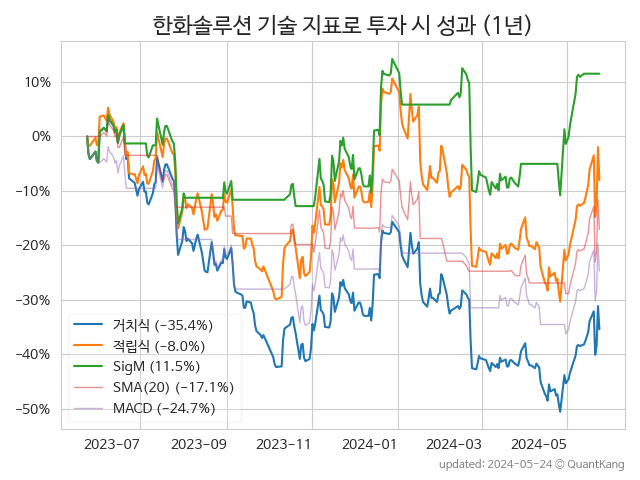 한화솔루션 기술 지표로 투자 시 성과 (1년)
10%
0%
−10%
−20%
−30%
−40%
−50%
거치식 (−35.4%)
적립식 (−8.0%)
SigM (11.5%)
SMA(20) (−17.1%)
MACD (−24.7%)
2023−07 2023−09 2023−11 2024−01 2024−03 2024−05
updated: 2024−05−24 © QuantKang